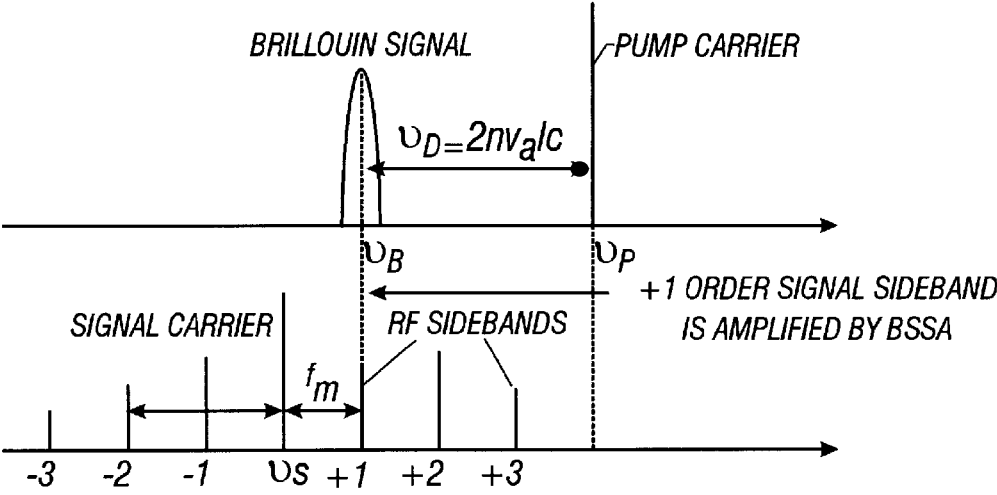 BRILLOUIN SIGNAL
PUMP CARRIER
υD=2nva/c
υB
υP
+1 ORDER SIGNAL SIDEBAND
IS AMPLIFIED BY BSSA
SIGNAL CARRIER
RF SIDEBANDS
fm
-3 -2 -1 υS +1 +2 +3